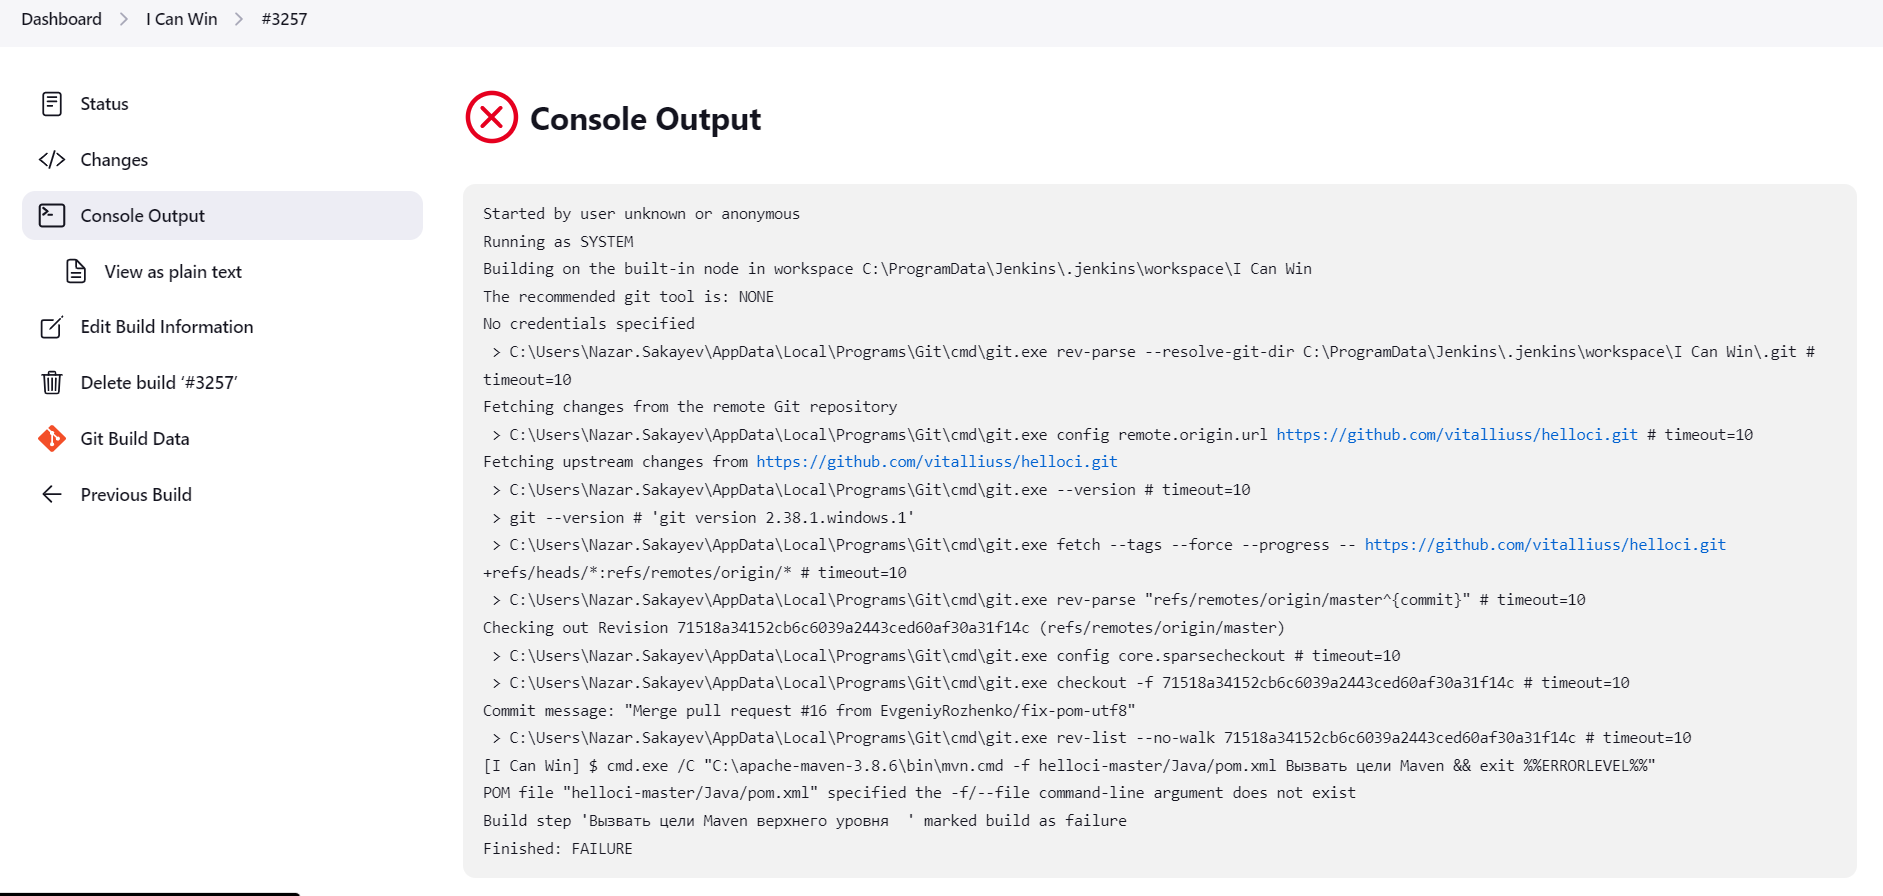 Dashboard > I Can Win > #3257
Status
Changes
Console Output
View as plain text
Edit Build Information
Delete build ‘#3257’
Git Build Data
Previous Build
Console Output
Started by user unknown or anonymous
Running as SYSTEM
Building on the built-in node in workspace C:\ProgramData\Jenkins\.jenkins\workspace\I Can Win
The recommended git tool is: NONE
No credentials specified
> C:\Users\Nazar.Sakayev\AppData\Local\Programs\Git\cmd\git.exe rev-parse --resolve-git-dir C:\ProgramData\Jenkins\.jenkins\workspace\I Can Win\.git #
timeout=10
Fetching changes from the remote Git repository
> C:\Users\Nazar.Sakayev\AppData\Local\Programs\Git\cmd\git.exe config remote.origin.url https://github.com/vitalliuss/helloci.git # timeout=10
Fetching upstream changes from https://github.com/vitalliuss/helloci.git
> C:\Users\Nazar.Sakayev\AppData\Local\Programs\Git\cmd\git.exe --version # timeout=10
> git --version # 'git version 2.38.1.windows.1'
> C:\Users\Nazar.Sakayev\AppData\Local\Programs\Git\cmd\git.exe fetch --tags --force --progress -- https://github.com/vitalliuss/helloci.git
+refs/heads/*:refs/remotes/origin/* # timeout=10
> C:\Users\Nazar.Sakayev\AppData\Local\Programs\Git\cmd\git.exe rev-parse "refs/remotes/origin/master^{commit}" # timeout=10
Checking out Revision 71518a34152cb6c6039a2443ced60af30a31f14c (refs/remotes/origin/master)
> C:\Users\Nazar.Sakayev\AppData\Local\Programs\Git\cmd\git.exe config core.sparsecheckout # timeout=10
> C:\Users\Nazar.Sakayev\AppData\Local\Programs\Git\cmd\git.exe checkout -f 71518a34152cb6c6039a2443ced60af30a31f14c # timeout=10
Commit message: "Merge pull request #16 from EvgeniyRozhenko/fix-pom-utf8"
> C:\Users\Nazar.Sakayev\AppData\Local\Programs\Git\cmd\git.exe rev-list --no-walk 71518a34152cb6c6039a2443ced60af30a31f14c # timeout=10
[I Can Win] $ cmd.exe /C "C:\apache-maven-3.8.6\bin\mvn.cmd -f helloci-master/Java/pom.xml Вызвать цели Maven && exit %%ERRORLEVEL%%"
POM file "helloci-master/Java/pom.xml" specified the -f/--file command-line argument does not exist
Build step 'Вызвать цели Maven верхнего уровня  ' marked build as failure
Finished: FAILURE